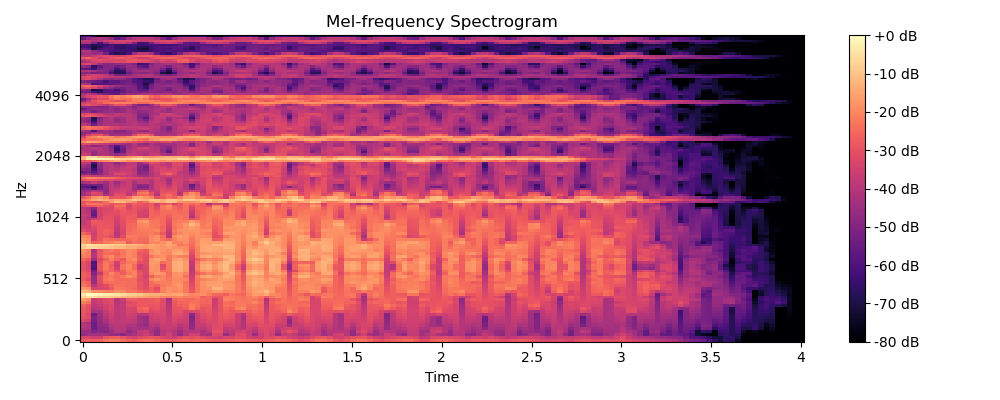 Mel-frequency Spectrogram
Hz
4096
2048
1024
512
0
0
0.5
1
1.5
2
2.5
3
3.5
4
Time
+0 dB
-10 dB
-20 dB
-30 dB
-40 dB
-50 dB
-60 dB
-70 dB
-80 dB